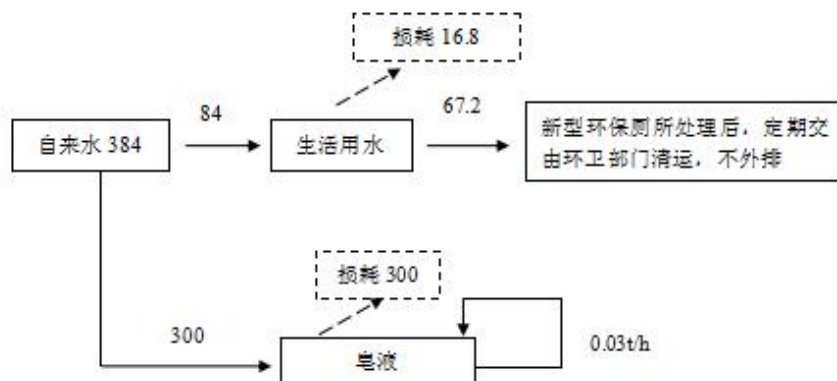 损耗 16.8
84
67.2
自来水 384
生活用水
新型环保厕所处理后，定期交
由环卫部门清运，不外排
损耗 300
300
0.03t/h
皂液